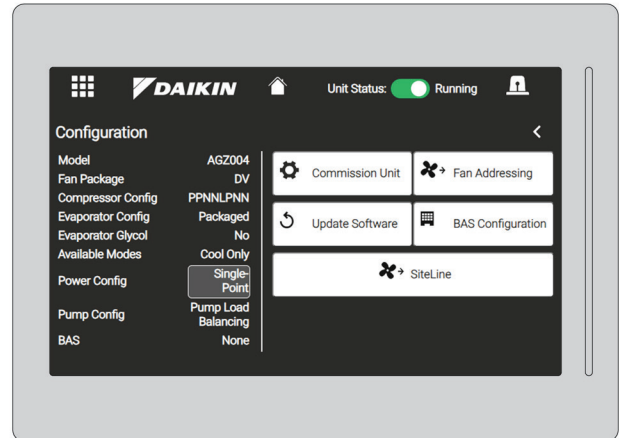 DAIKIN
Unit Status: Running
Configuration
Model AGZ004
Fan Package DV
Compressor Config PPNNLPNN
Evaporator Config Packaged
Evaporator Glycol No
Available Modes Cool Only
Power Config Single-
Point
Pump Config Pump Load
Balancing
BAS None
Commission Unit
Fan Addressing
Update Software
BAS Configuration
SiteLine